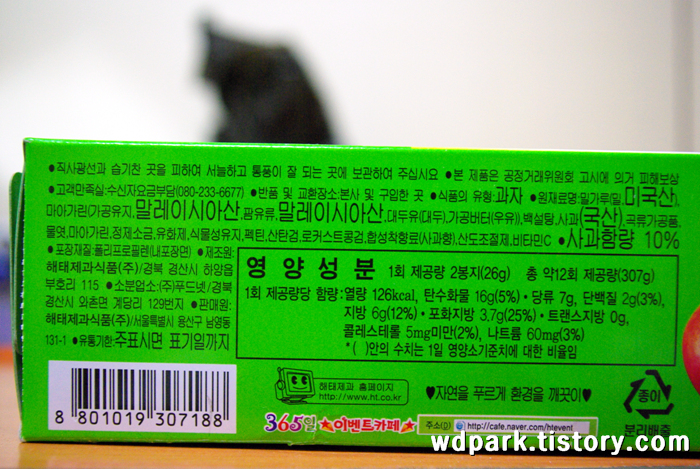 ●직사광선과 습기찬 곳을 피하여 서늘하고 통풍이 잘 되는 곳에 보관하여 주십시요 ●본 제품은 공정거래위원회 고시에 의거 피해보상
●고객만족실:수신자요금부담(080-233-6677) ●반품 및 교환장소:본사 및 구입한 곳 ●식품의 유형:과자 ●원재료명:밀가루(밀,미국산),
마아가린(가공유지,말레이시아산,팜유류,말레이시아산,대두유(대두),가공버터(우유)),백설탕,사과(국산),곡류가공품,
물엿,마가린,정제소금,유화제,식물성유지,펙틴,산탄검,로커스트콩검,합성착향료(사과향),산도조절제,비타민C ●사과함량 10%
●포장재질:폴리프로필렌(내포장면) ●제조원:
해태제과식품(주)/경북 경산시 하양읍
부호리 115 ●소분업소:(주)푸드넷/경북
경산시 와촌면 계당리 129번지 ●판매원:
해태제과식품(주)/서울특별시 용산구 남영동
131-1 ●유통기한:주표시면 표기일까지
영양성분 1회 제공량 2봉지(26g) 총 약12회 제공량(307g)
1회 제공량당 함량:열량 126kcal, 탄수화물 16g(5%)·당류 7g, 단백질 2g(3%),
지방 6g(12%)·포화지방 3.7g(25%)·트랜스지방 0g,
콜레스테롤 5mg미만(2%), 나트륨 60mg(3%)
*( )안의 수치는 1일 영양소기준치에 대한 비율임
8 801019 307188
해태제과 홈페이지
http://www.ht.co.kr
♥자연을 푸르게 환경을 깨끗이♥
종이
분리배출
365일★이벤트카페★
주소(D) http://cafe.naver.com/htevent
wdpark.tistory.com